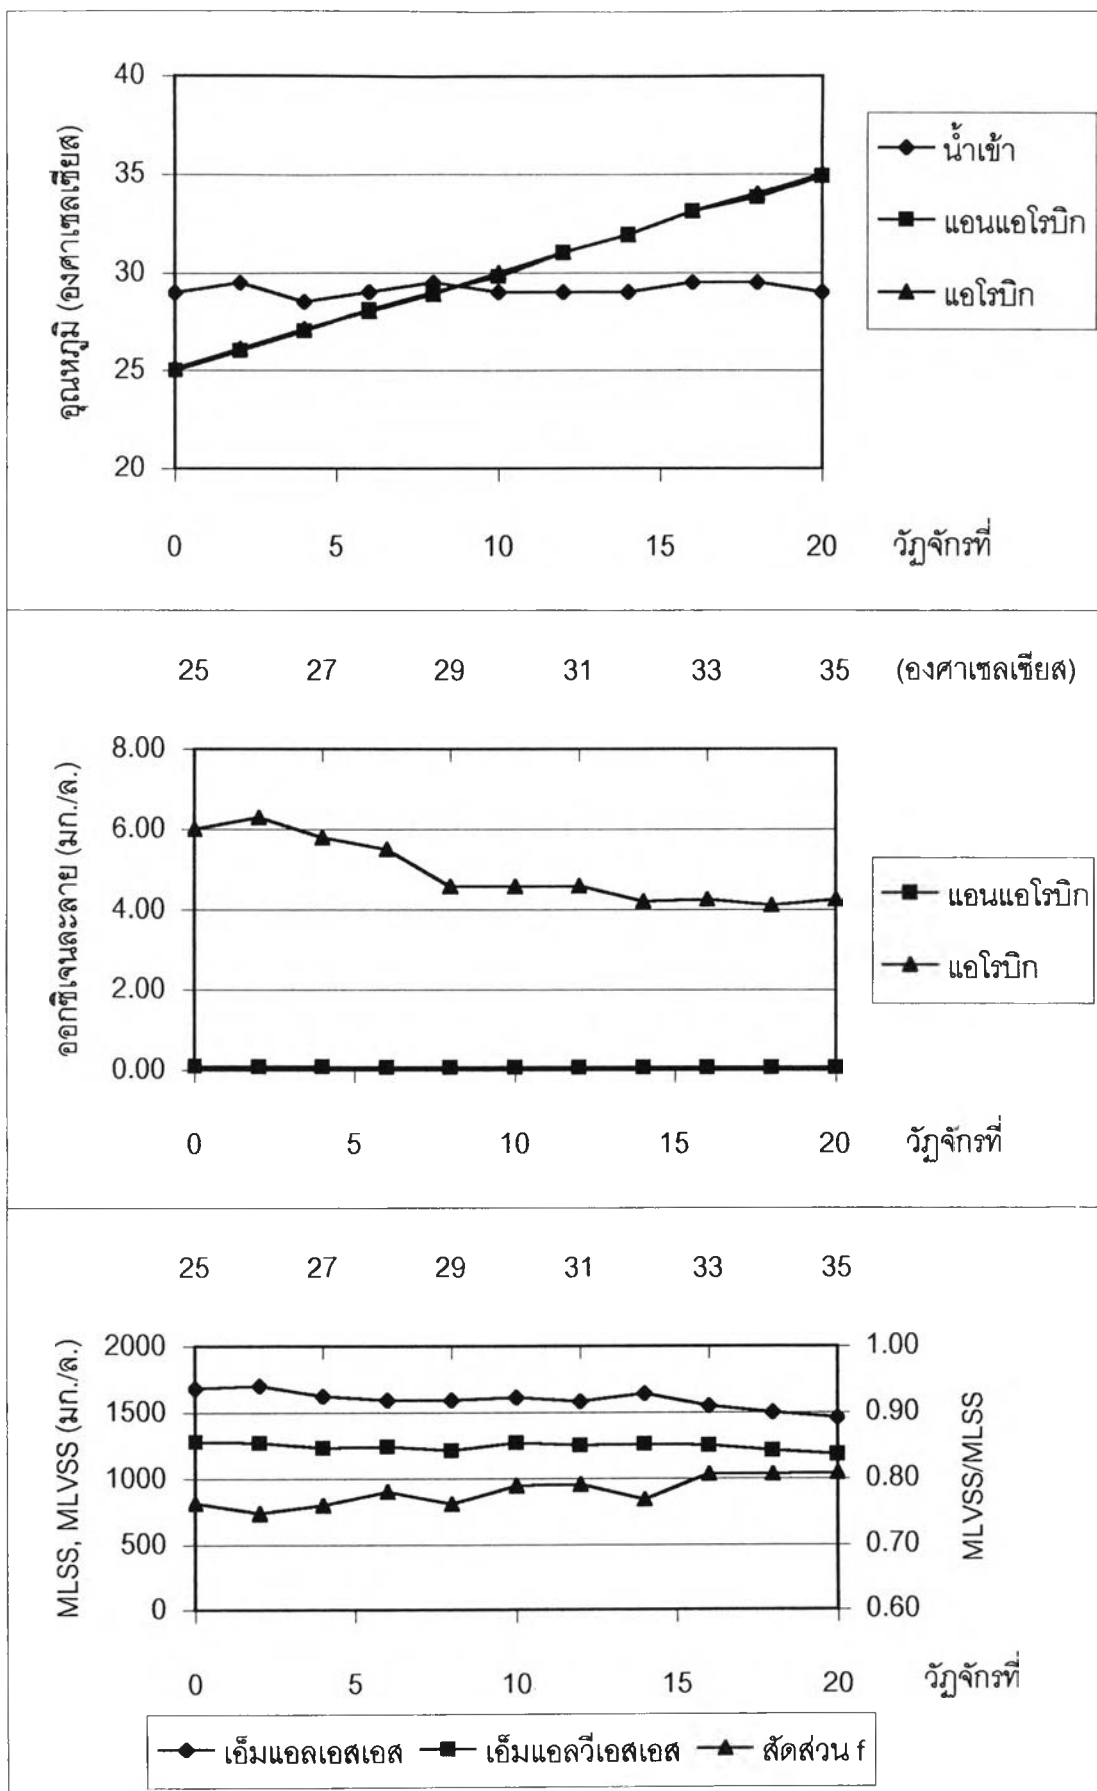 อุณหภูมิ (องศาเซลเซียส)
40
35
30
25
20
0 5 10 15 20 วัฏจักรที่
น้ำเข้า
แอนแอโรบิก
แอโรบิก
25 27 29 31 33 35 (องศาเซลเซียส)
ออกซิเจนละลาย (มก./ล.)
8.00
6.00
4.00
2.00
0.00
0 5 10 15 20 วัฏจักรที่
แอนแอโรบิก
แอโรบิก
25 27 29 31 33 35
MLSS, MLVSS (มก./ล.)
2000
1500
1000
500
0
1.00
0.90
0.80
0.70
0.60
MLVSS/MLSS
0 5 10 15 20 วัฏจักรที่
เอ็มแอลเอสเอส เอ็มแอลวีเอสเอส สัดส่วน f